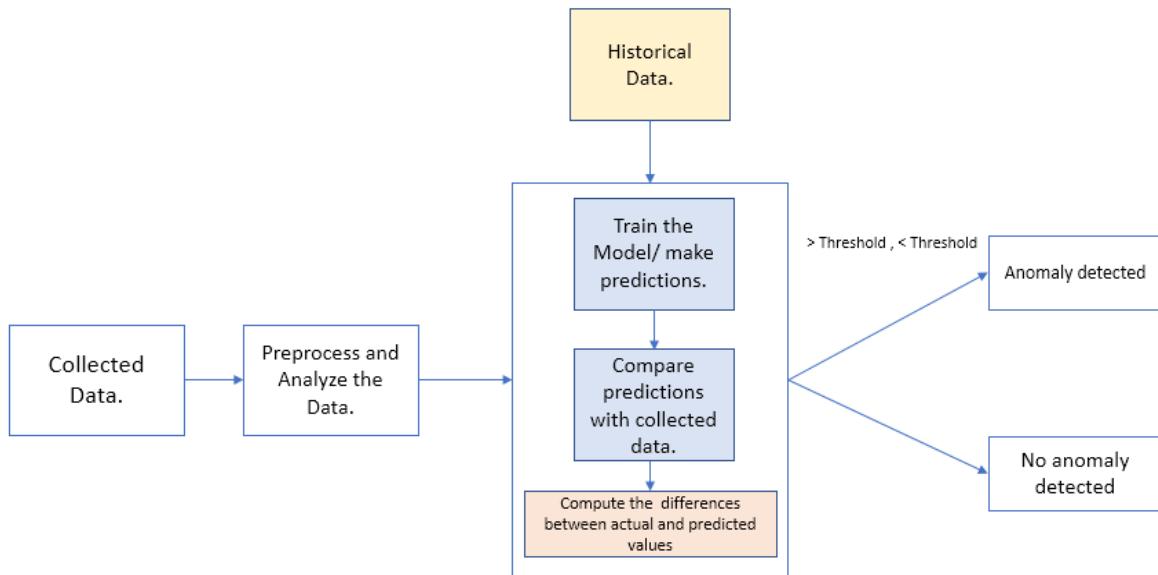 Historical
Data.
Train the
Model/ make
predictions.
> Threshold , < Threshold
Anomaly detected
Collected
Data.
Preprocess and
Analyze the
Data.
Compare
predictions
with collected
data.
No anomaly
detected
Compute the differences
between actual and predicted
values